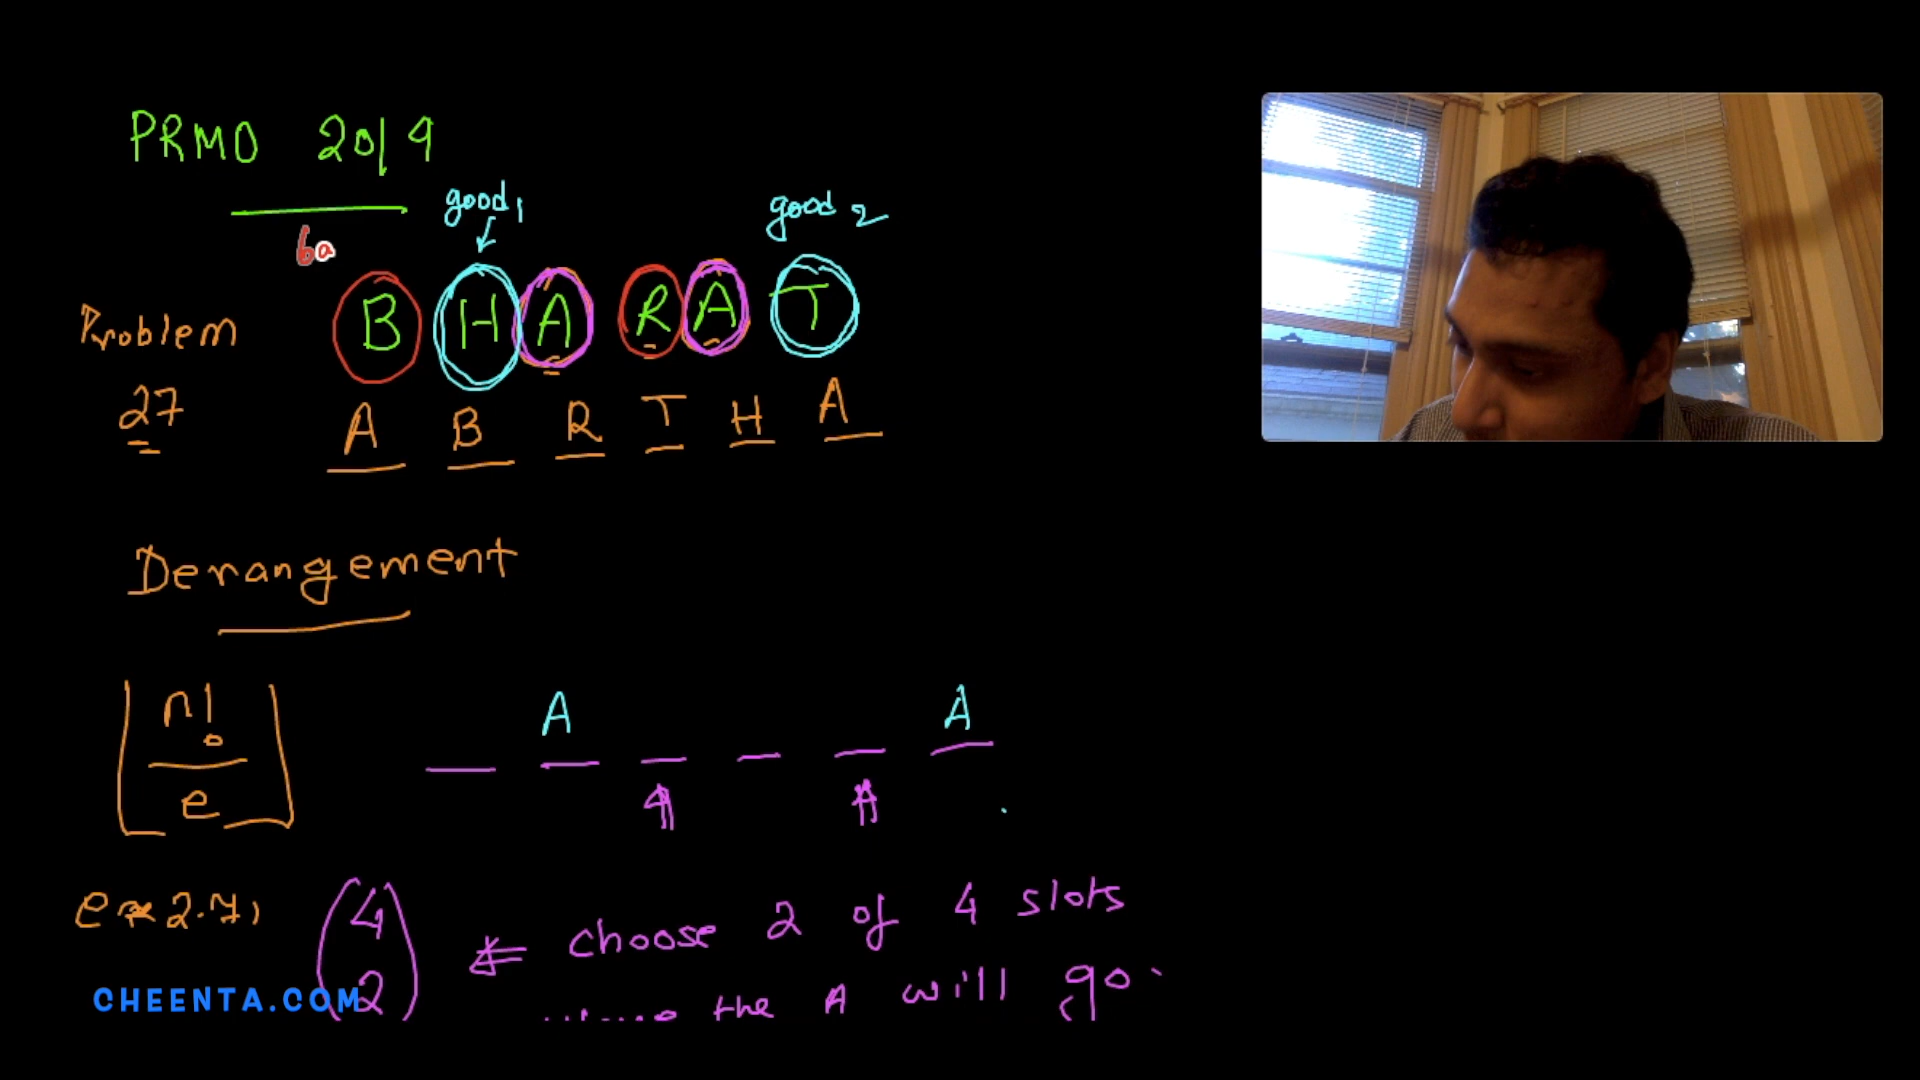 PRMO 2019
good 1
good 2
6a
B H A R A T
Problem
27
A B R T H A
Derangement
n!
e
A A
A A
e ≈ 2.71
(4
2)
← choose 2 of 4 slots
the A will go
CHEENTA.COM